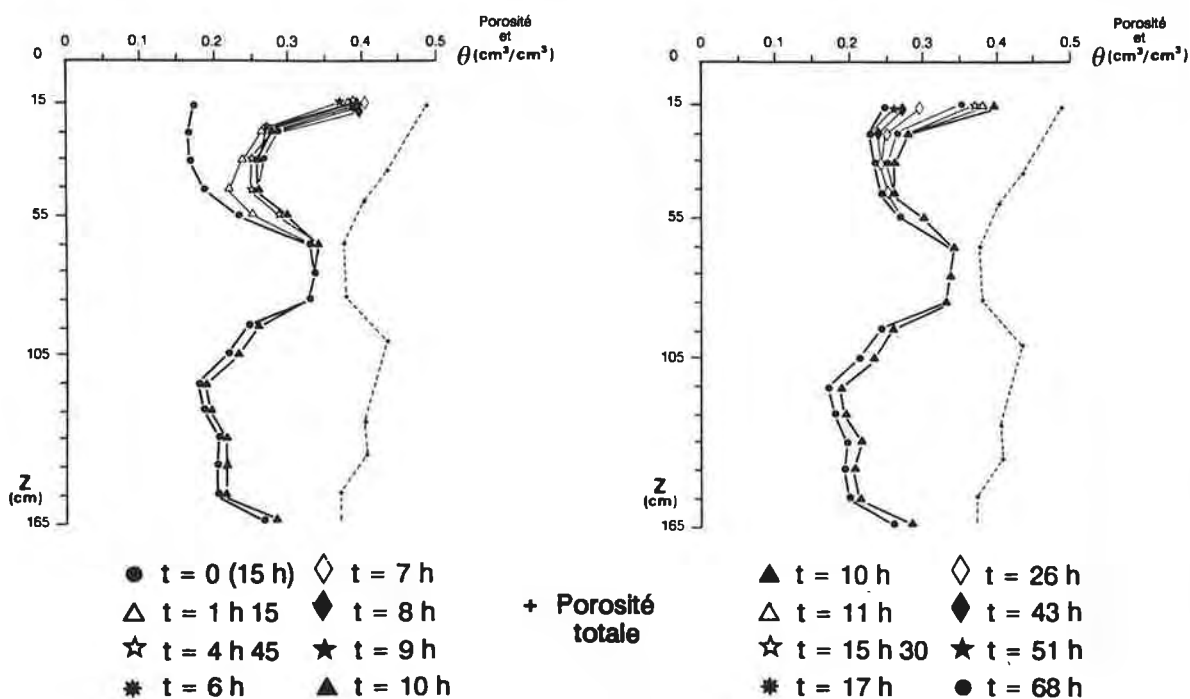 Porosité
et
0 0.1 0.2 0.3 0.4 θ (cm³/cm³) 0.5
0
15
55
105
Z
(cm)
165
t = 0 (15 h)
t = 7 h
t = 1 h 15
t = 8 h
t = 4 h 45
t = 9 h
t = 6 h
t = 10 h
+ Porosité
totale
Porosité
et
0 0.1 0.2 0.3 0.4 θ (cm³/cm³) 0.5
0
15
55
105
Z
(cm)
165
t = 10 h
t = 26 h
t = 11 h
t = 43 h
t = 15 h 30
t = 51 h
t = 17 h
t = 68 h